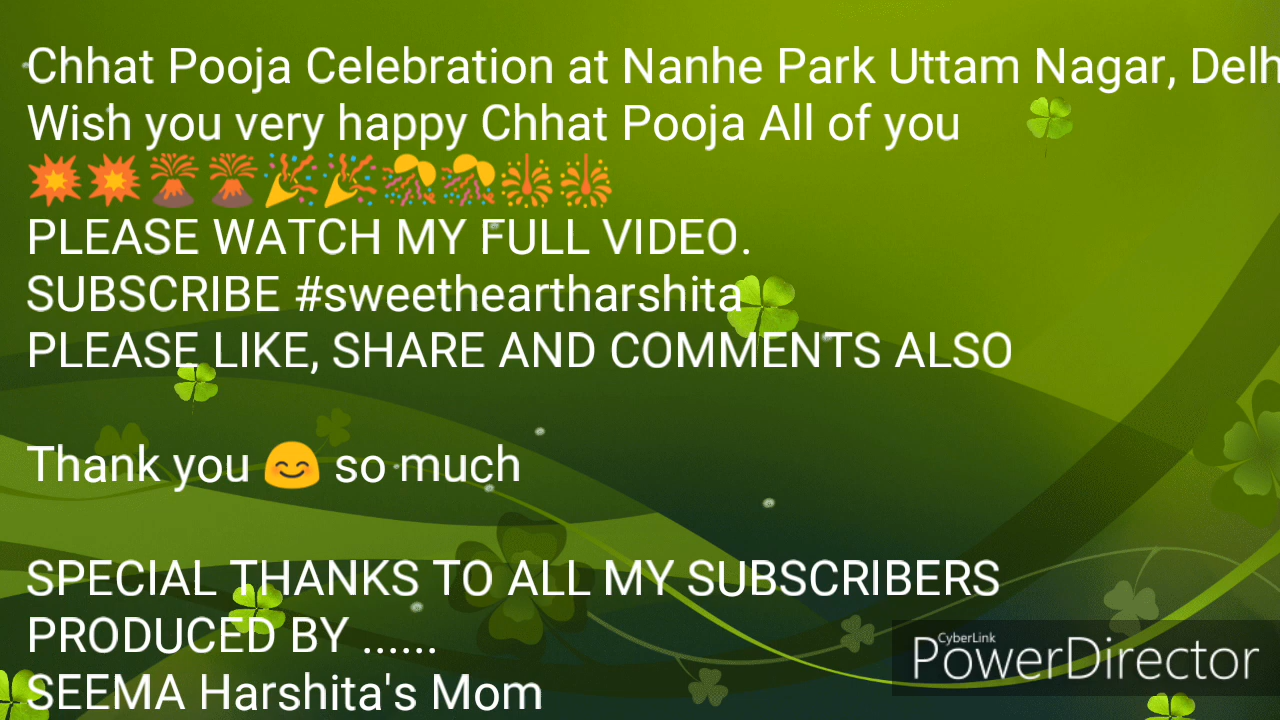 Chhat Pooja Celebration at Nanhe Park Uttam Nagar, Delh
Wish you very happy Chhat Pooja All of you
💥💥🌋🌋🎉🎉🎊🎊🎆🎆
PLEASE WATCH MY FULL VIDEO.
SUBSCRIBE #sweetheartharshita
PLEASE LIKE, SHARE AND COMMENTS ALSO
Thank you 😊 so much
SPECIAL THANKS TO ALL MY SUBSCRIBERS
PRODUCED BY ......
SEEMA Harshita's Mom
CyberLink
PowerDirector